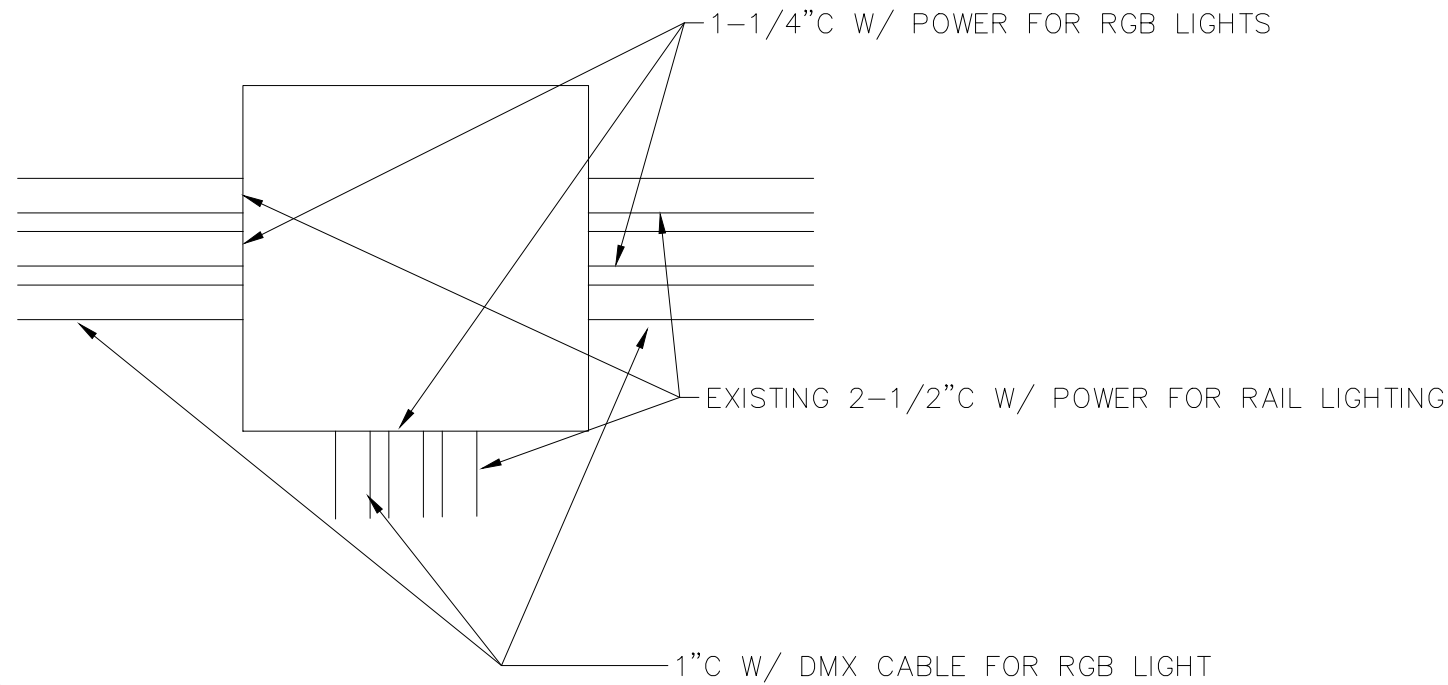 1-1/4"C W/ POWER FOR RGB LIGHTS
EXISTING 2-1/2"C W/ POWER FOR RAIL LIGHTING
1"C W/ DMX CABLE FOR RGB LIGHT